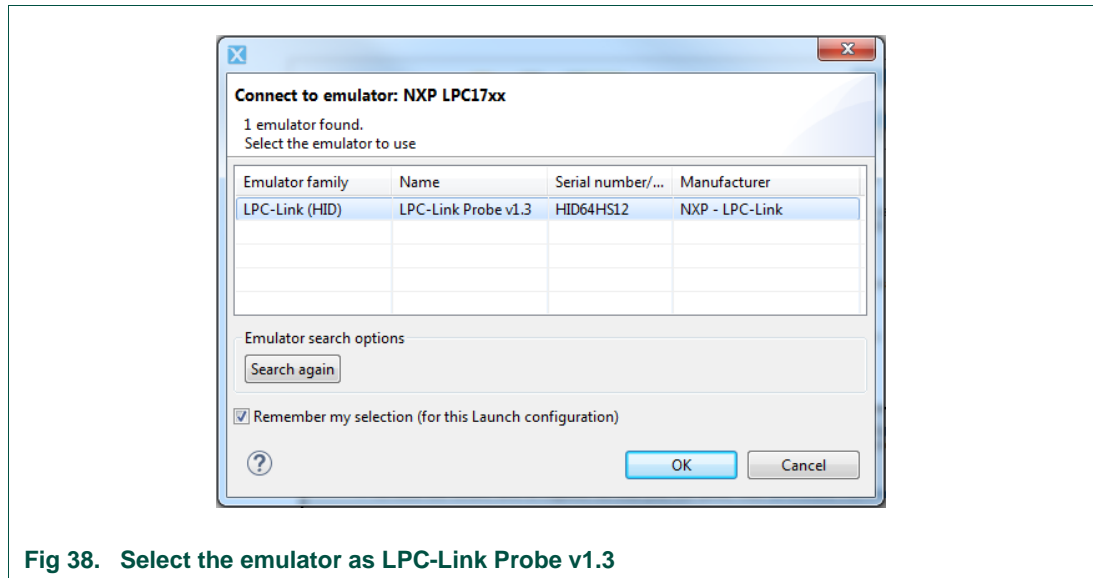 Connect to emulator: NXP LPC17xx
1 emulator found.
Select the emulator to use
Emulator family Name Serial number/... Manufacturer
LPC-Link (HID) LPC-Link Probe v1.3 HID64HS12 NXP - LPC-Link
Emulator search options
Search again
Remember my selection (for this Launch configuration)
?
OK Cancel
Fig 38. Select the emulator as LPC-Link Probe v1.3